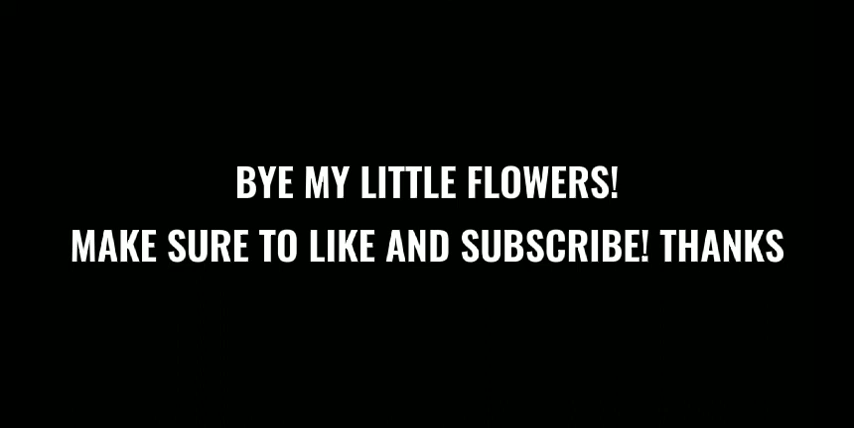 BYE MY LITTLE FLOWERS!
MAKE SURE TO LIKE AND SUBSCRIBE! THANKS